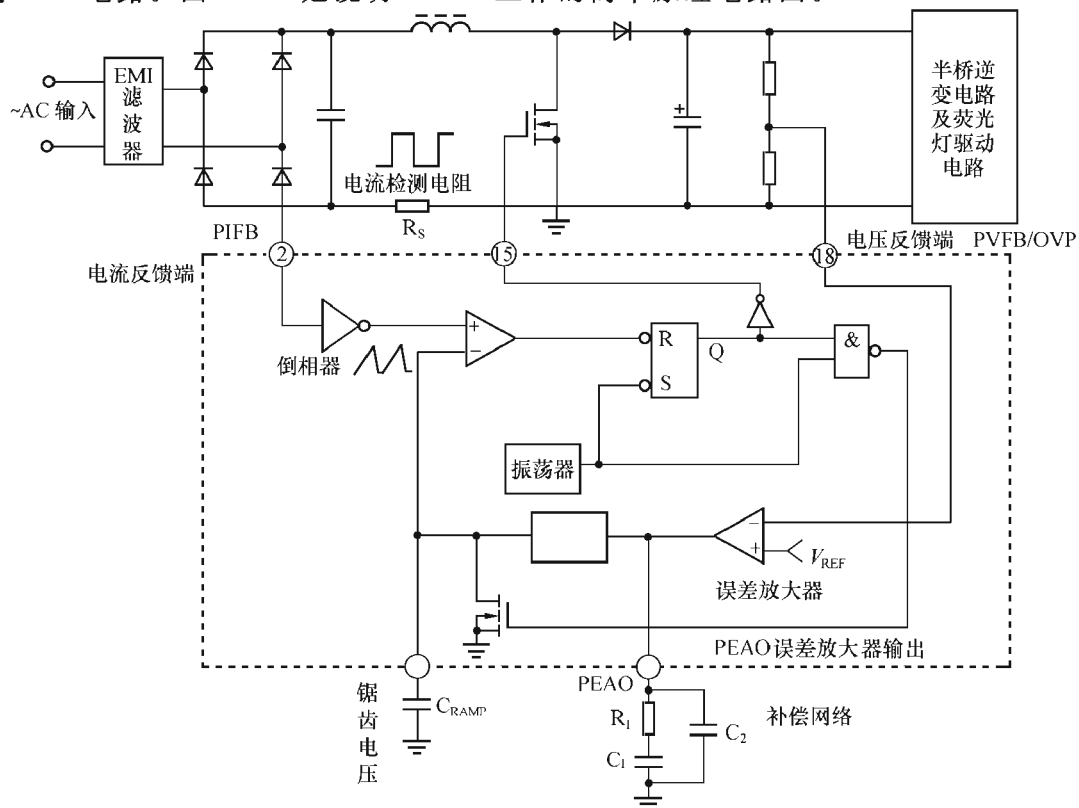 EMI
滤
波
器
~AC 输入
电流检测电阻
R_S
半桥逆
变电路
及荧光
灯驱动
电路
PIFB
2
15
18
电压反馈端 PVFB/OVP
电流反馈端
倒相器
+
−
R
S
Q
&
振荡器
−
+
V_REF
误差放大器
PEAO误差放大器输出
锯
齿
电
压
C_RAMP
PEAO
R_1
C_1
C_2
补偿网络
+